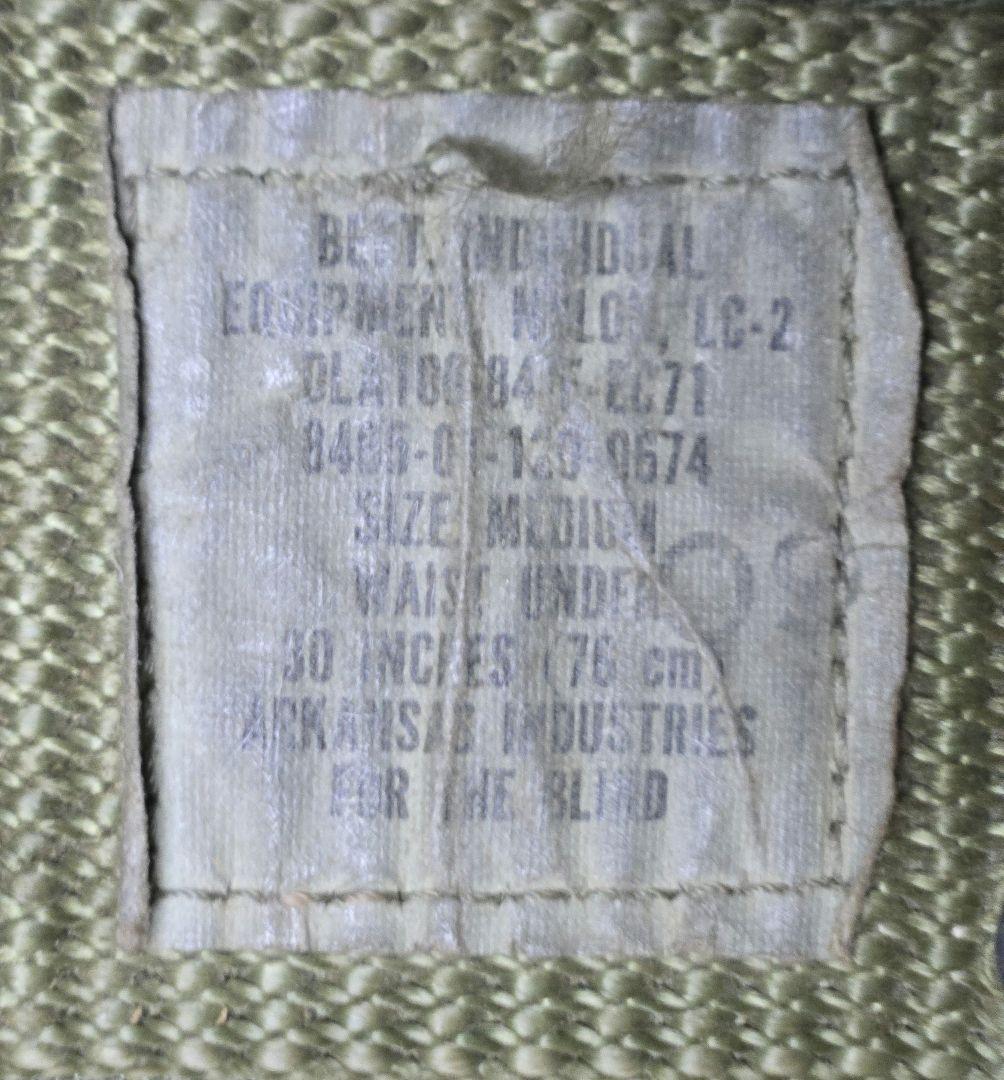 BELT, INDIVIDUAL
EQUIPMENT, NYLON, LC-2
DLA100-84-F-EC71
8465-01-120-0674
SIZE MEDIUM
WAIST UNDER
30 INCHES (76 cm)
ARKANSAS INDUSTRIES
FOR THE BLIND